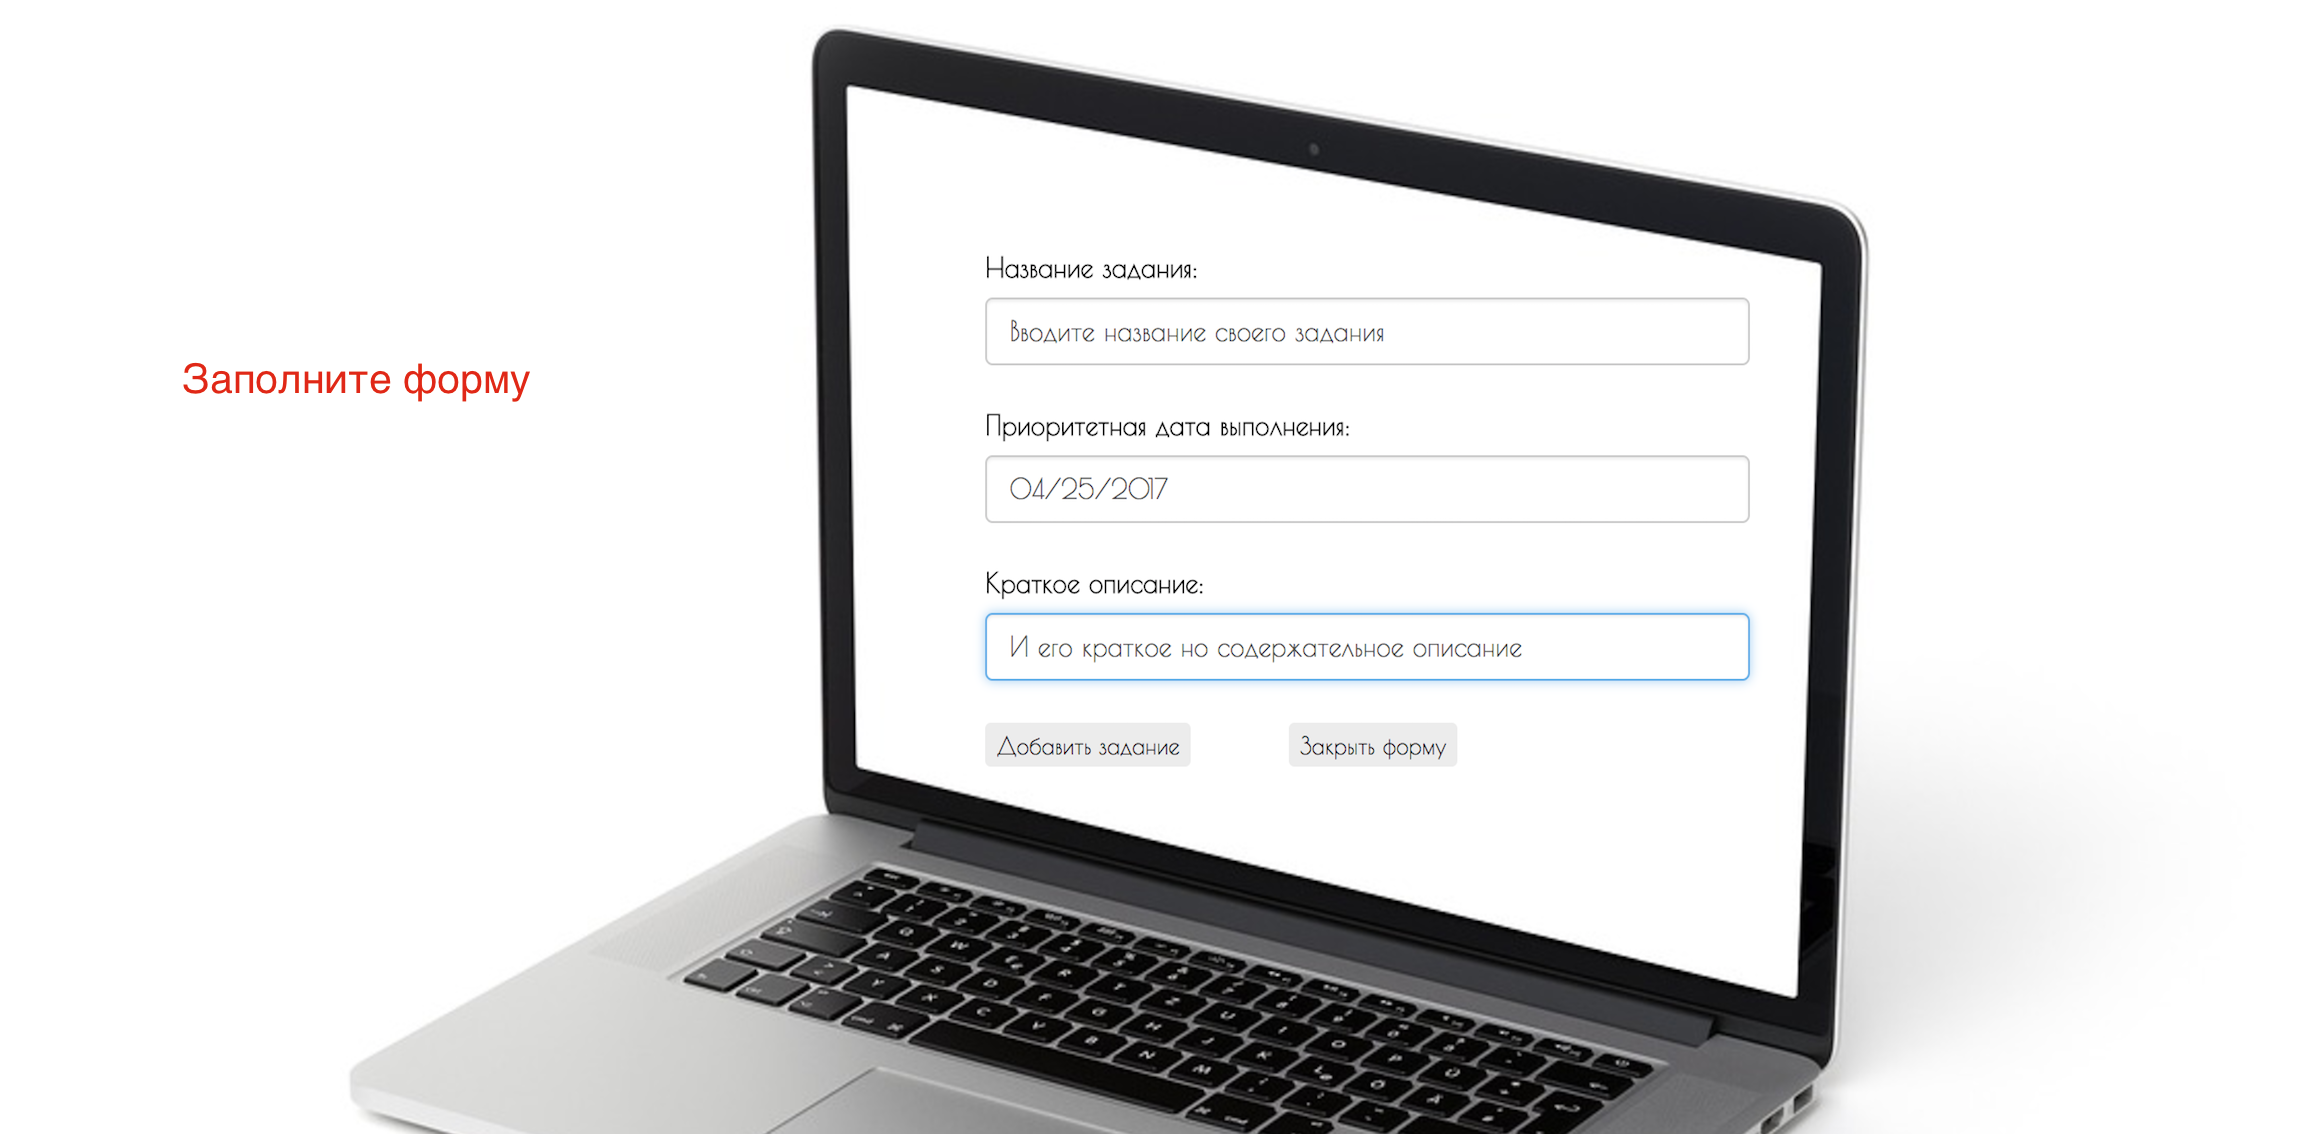 Название задания:
Вводите название своего задания
Заполните форму
Приоритетная дата выполнения:
04/25/2017
Краткое описание:
И его краткое но содержательное описание
Добавить задание
Закрыть форму